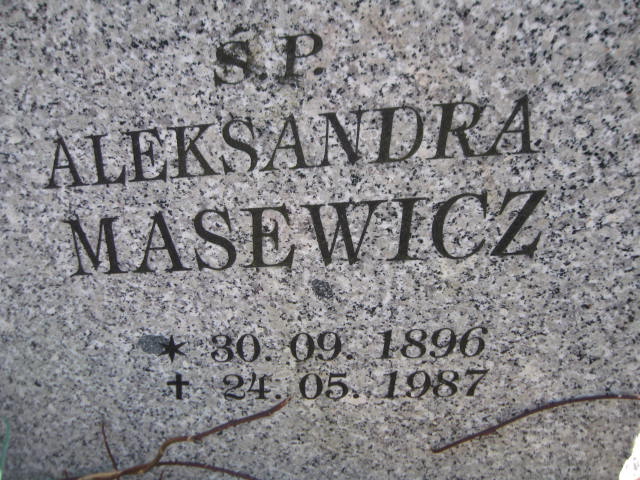 Ś.P.
ALEKSANDRA
MASEWICZ
★ 30. 09. 1896
✝ 24. 05. 1987